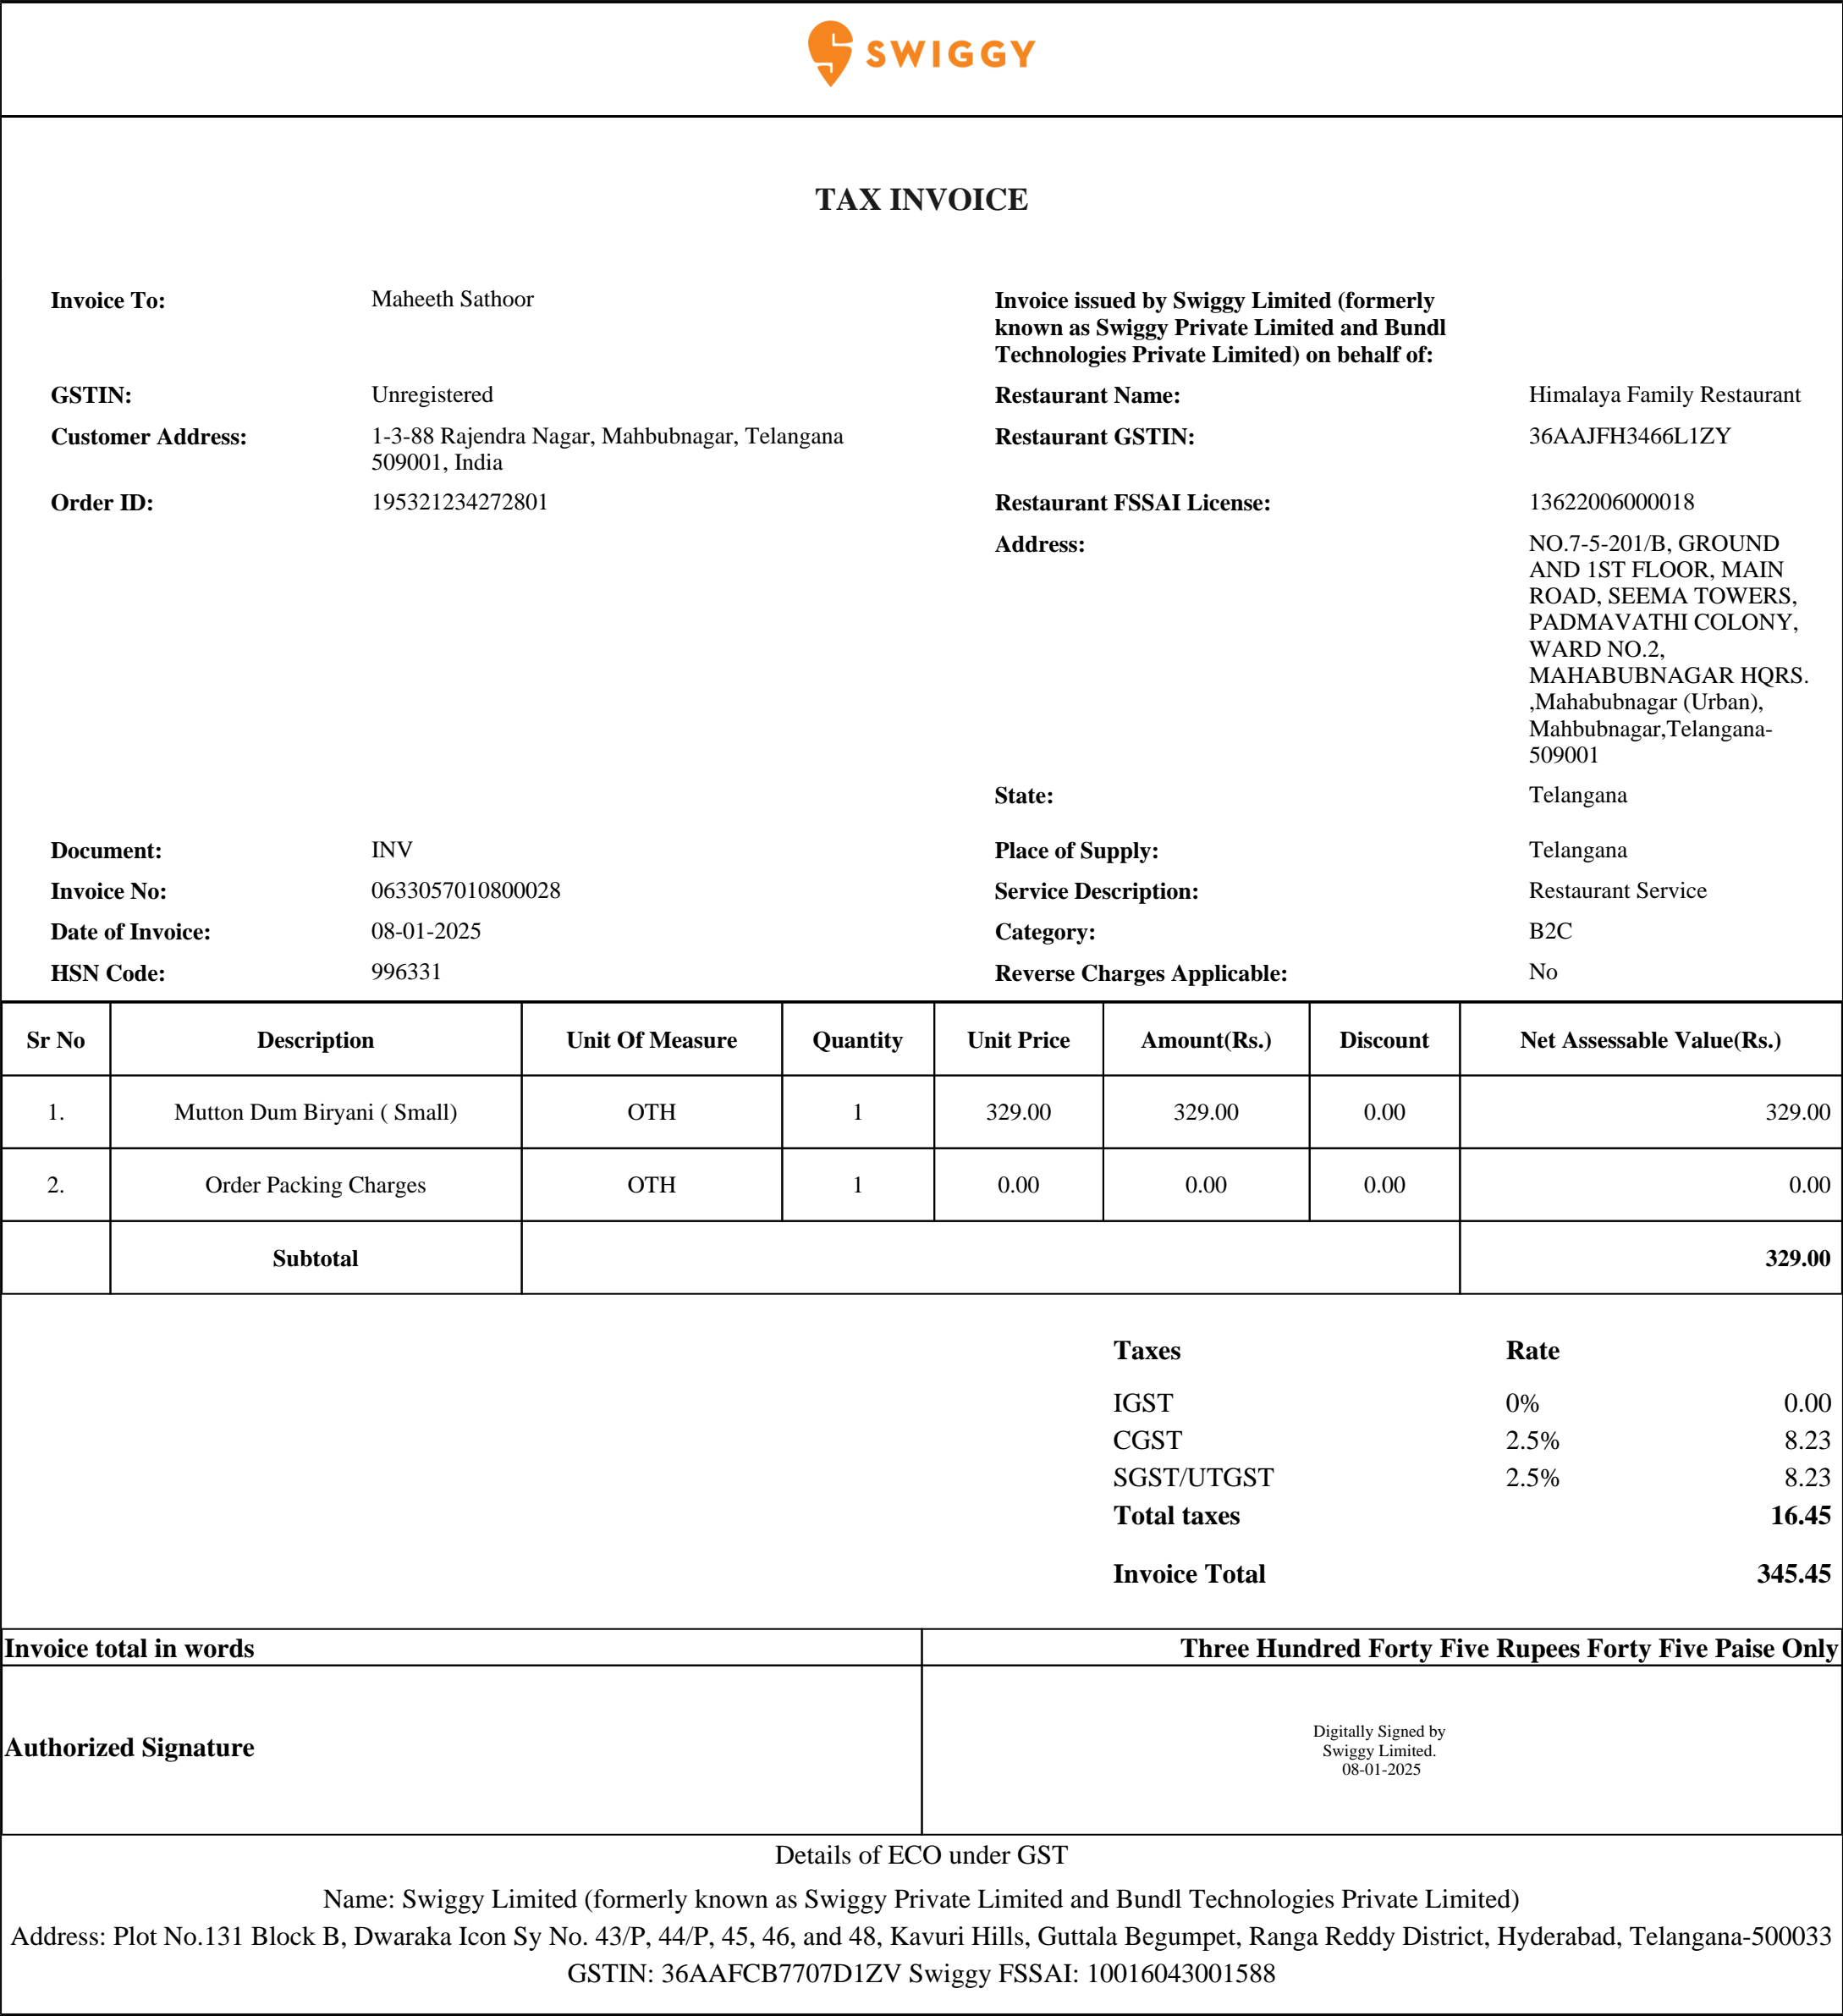 SWIGGY
TAX INVOICE
Invoice To: Maheeth Sathoor
Invoice issued by Swiggy Limited (formerly
known as Swiggy Private Limited and Bundl
Technologies Private Limited) on behalf of:
GSTIN: Unregistered Restaurant Name: Himalaya Family Restaurant
Customer Address: 1-3-88 Rajendra Nagar, Mahbubnagar, Telangana
509001, India
Restaurant GSTIN: 36AAJFH3466L1ZY
Order ID: 195321234272801 Restaurant FSSAI License: 13622006000018
Address: NO.7-5-201/B, GROUND
AND 1ST FLOOR, MAIN
ROAD, SEEMA TOWERS,
PADMAVATHI COLONY,
WARD NO.2,
MAHABUBNAGAR HQRS.
,Mahabubnagar (Urban),
Mahbubnagar,Telangana-
509001
State: Telangana
Document: INV Place of Supply: Telangana
Invoice No: 0633057010800028 Service Description: Restaurant Service
Date of Invoice: 08-01-2025 Category: B2C
HSN Code: 996331 Reverse Charges Applicable: No
Sr No Description Unit Of Measure Quantity Unit Price Amount(Rs.) Discount Net Assessable Value(Rs.)
1. Mutton Dum Biryani ( Small) OTH 1 329.00 329.00 0.00 329.00
2. Order Packing Charges OTH 1 0.00 0.00 0.00 0.00
Subtotal 329.00
Taxes Rate
IGST 0% 0.00
CGST 2.5% 8.23
SGST/UTGST 2.5% 8.23
Total taxes 16.45
Invoice Total 345.45
Invoice total in words Three Hundred Forty Five Rupees Forty Five Paise Only
Authorized Signature
Digitally Signed by
Swiggy Limited.
08-01-2025
Details of ECO under GST
Name: Swiggy Limited (formerly known as Swiggy Private Limited and Bundl Technologies Private Limited)
Address: Plot No.131 Block B, Dwaraka Icon Sy No. 43/P, 44/P, 45, 46, and 48, Kavuri Hills, Guttala Begumpet, Ranga Reddy District, Hyderabad, Telangana-500033
GSTIN: 36AAFCB7707D1ZV Swiggy FSSAI: 10016043001588